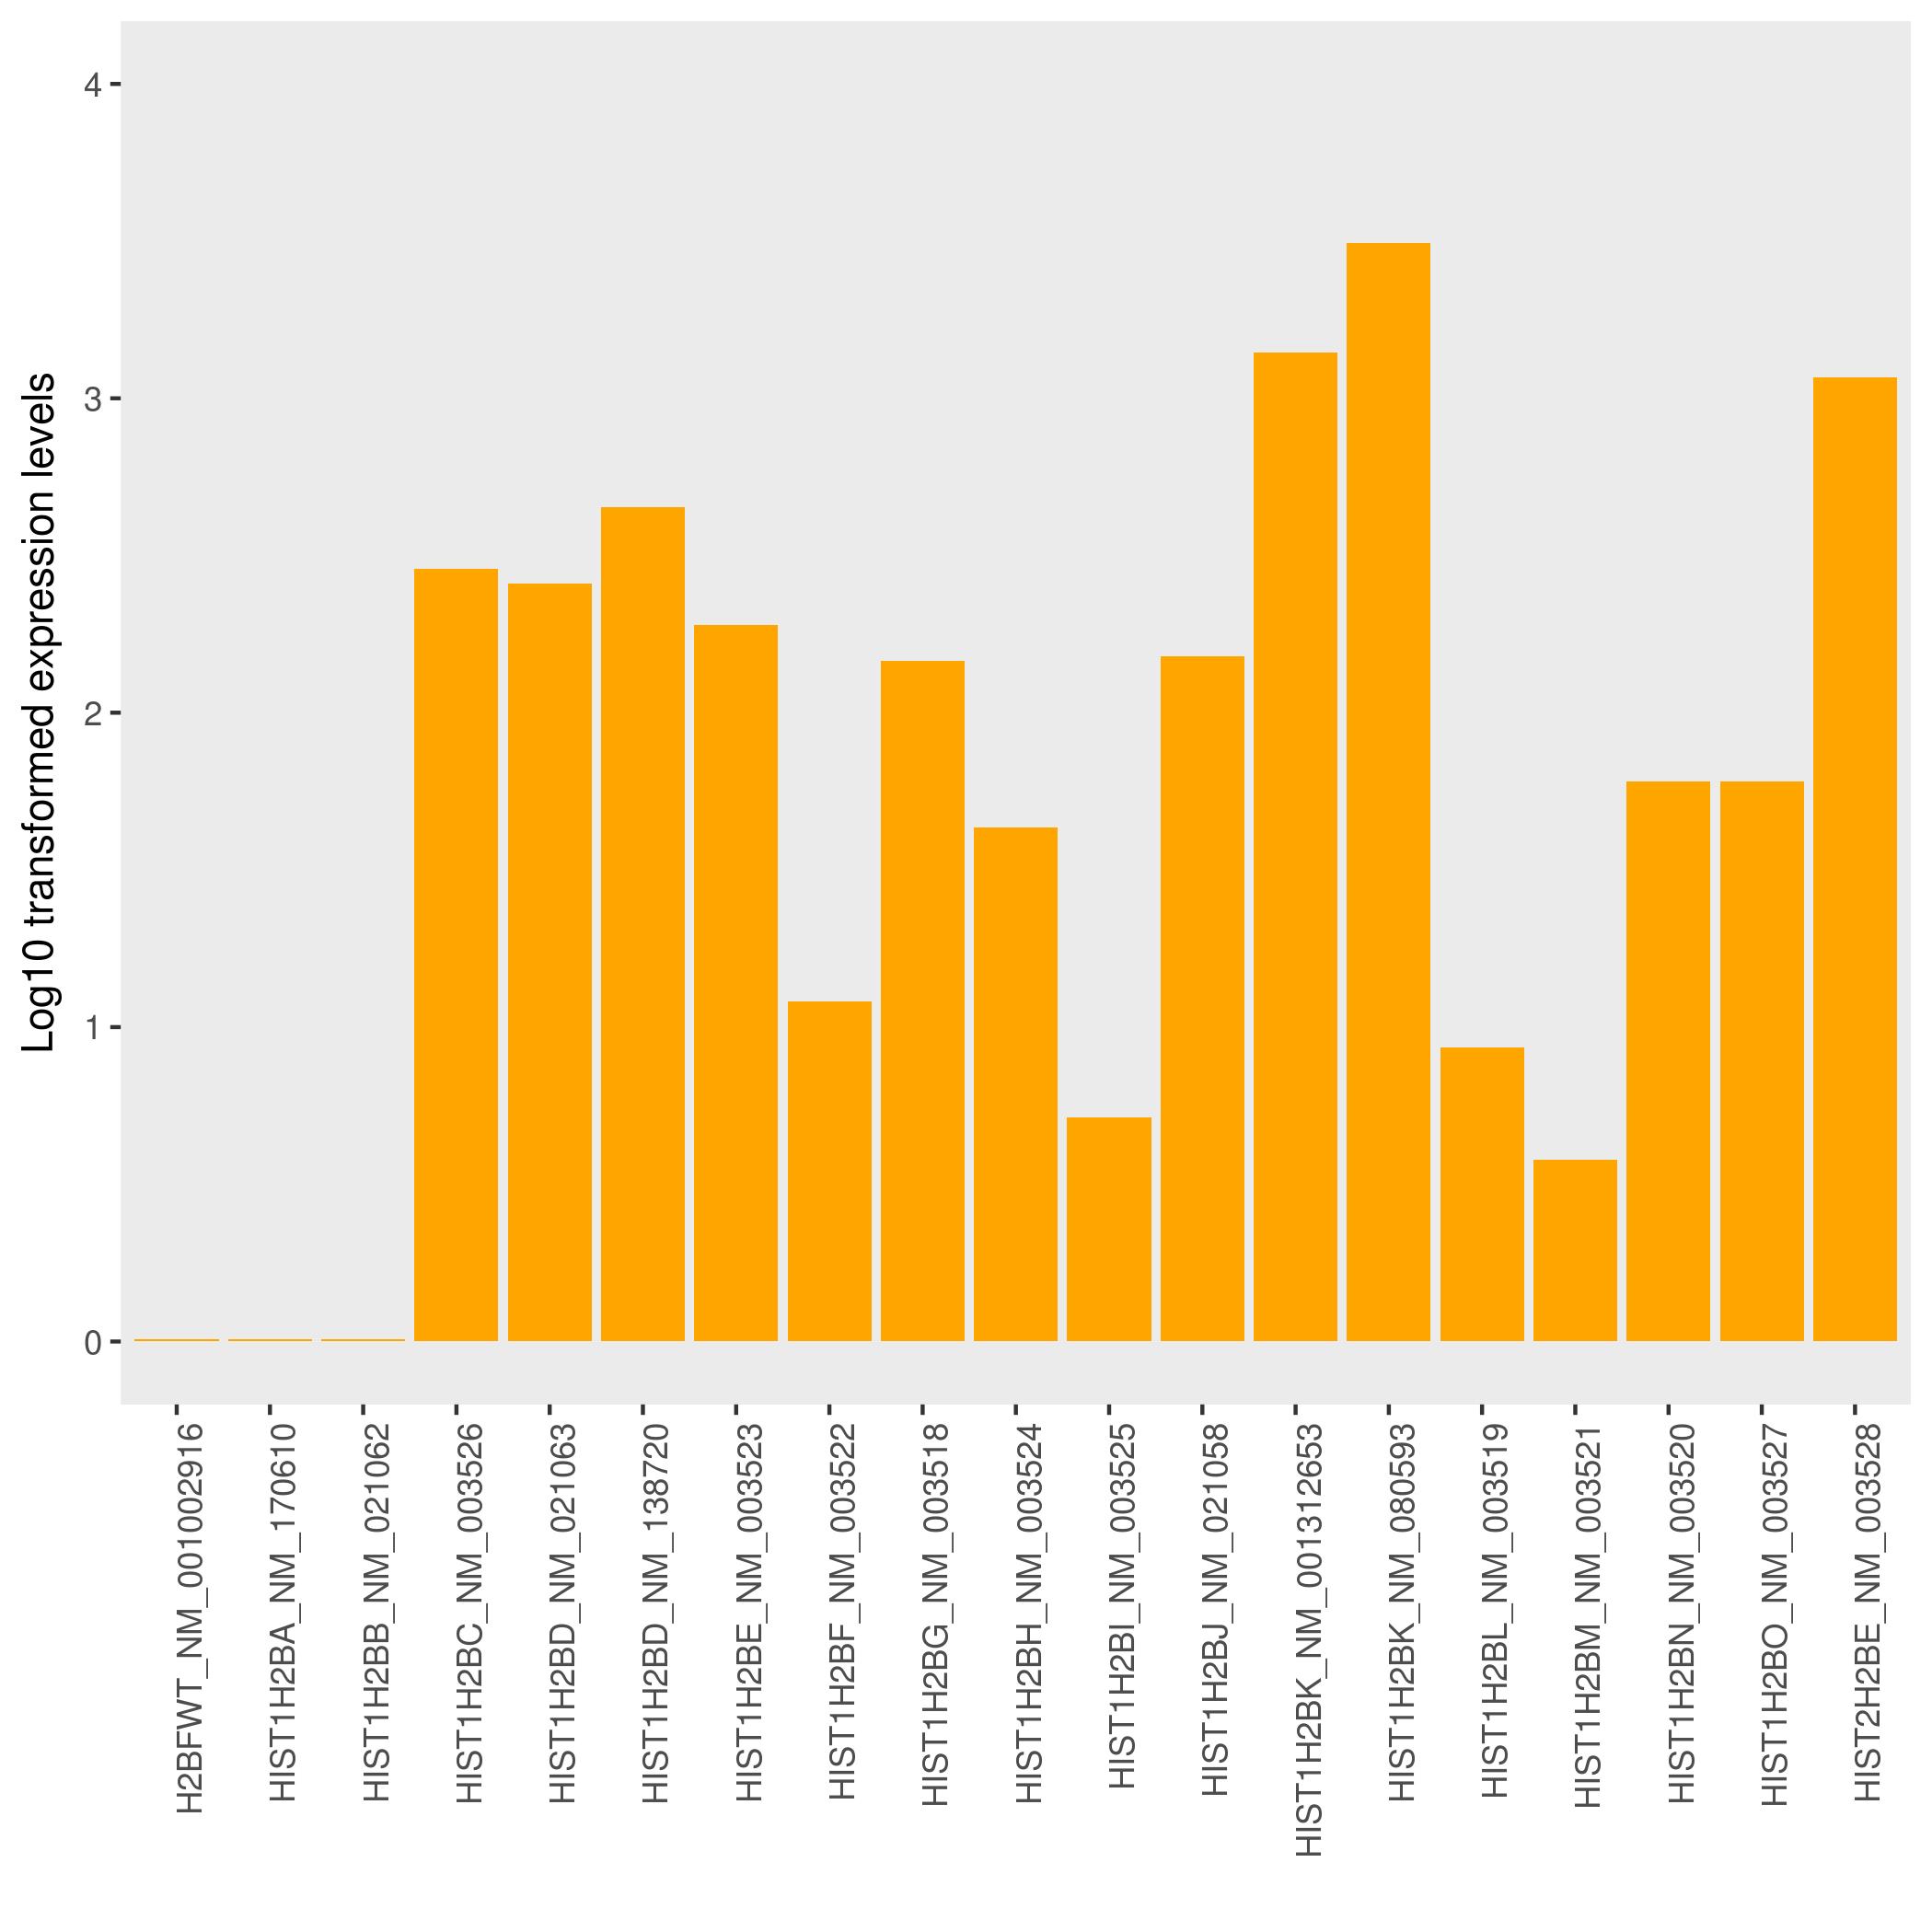 Log10 transformed expression levels
4
3
2
1
0
H2BFWT_NM_001002916
HIST1H2BA_NM_170610
HIST1H2BB_NM_021062
HIST1H2BC_NM_003526
HIST1H2BD_NM_021063
HIST1H2BD_NM_138720
HIST1H2BE_NM_003523
HIST1H2BF_NM_003522
HIST1H2BG_NM_003518
HIST1H2BH_NM_003524
HIST1H2BI_NM_003525
HIST1H2BJ_NM_021058
HIST1H2BK_NM_001312653
HIST1H2BK_NM_080593
HIST1H2BL_NM_003519
HIST1H2BM_NM_003521
HIST1H2BN_NM_003520
HIST1H2BO_NM_003527
HIST2H2BE_NM_003528